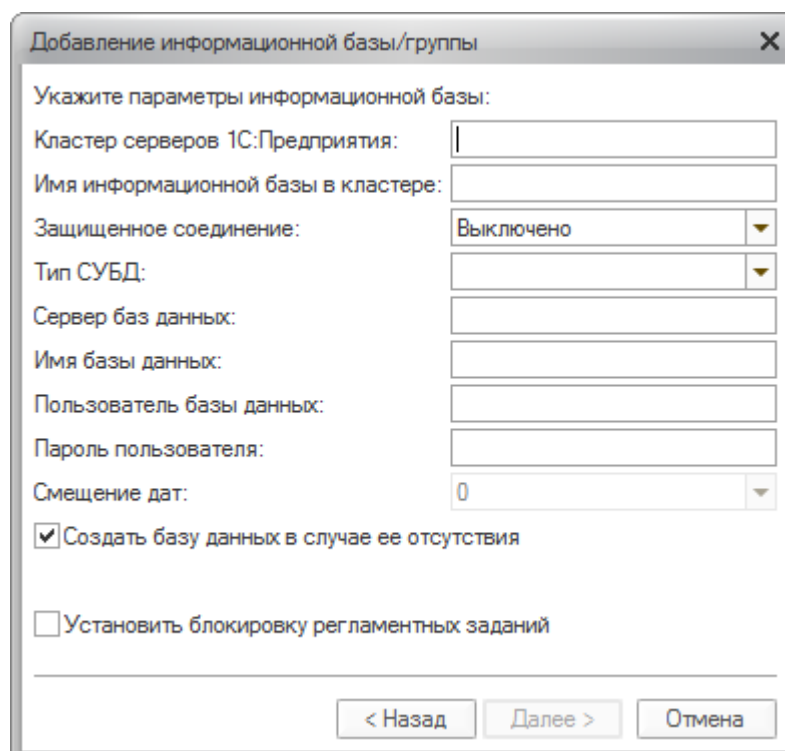 Добавление информационной базы/группы
Укажите параметры информационной базы:
Кластер серверов 1С:Предприятия:
Имя информационной базы в кластере:
Защищенное соединение: Выключено
Тип СУБД:
Сервер баз данных:
Имя базы данных:
Пользователь базы данных:
Пароль пользователя:
Смещение дат: 0
Создать базу данных в случае ее отсутствия
Установить блокировку регламентных заданий
< Назад Далее > Отмена